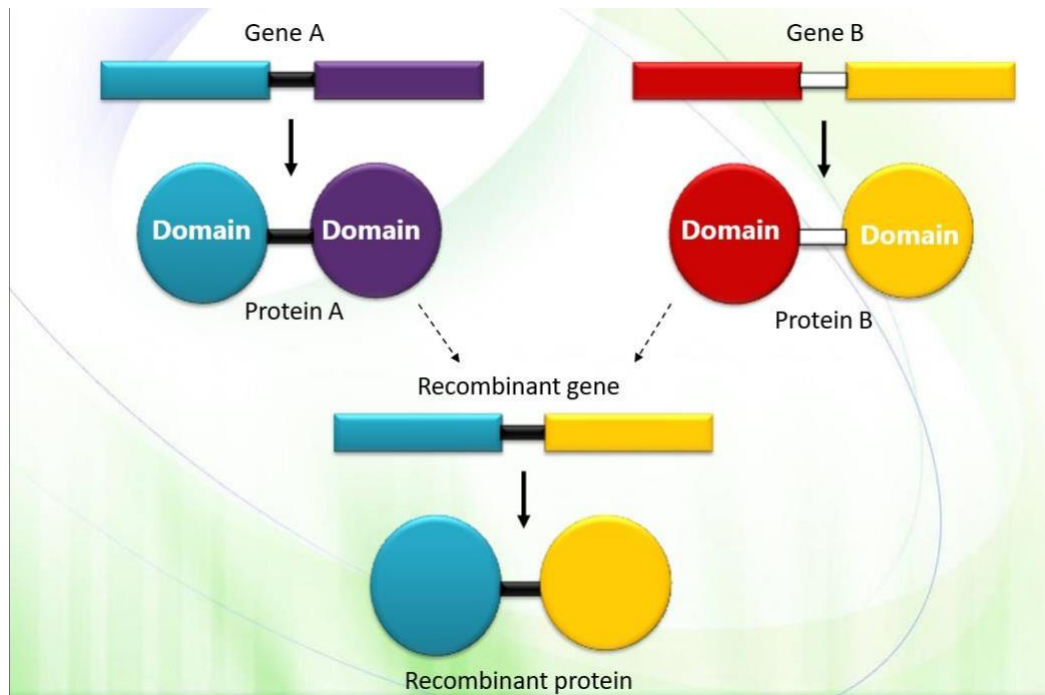 Gene A
Gene B
Domain
Domain
Domain
Domain
Protein A
Protein B
Recombinant gene
Recombinant protein